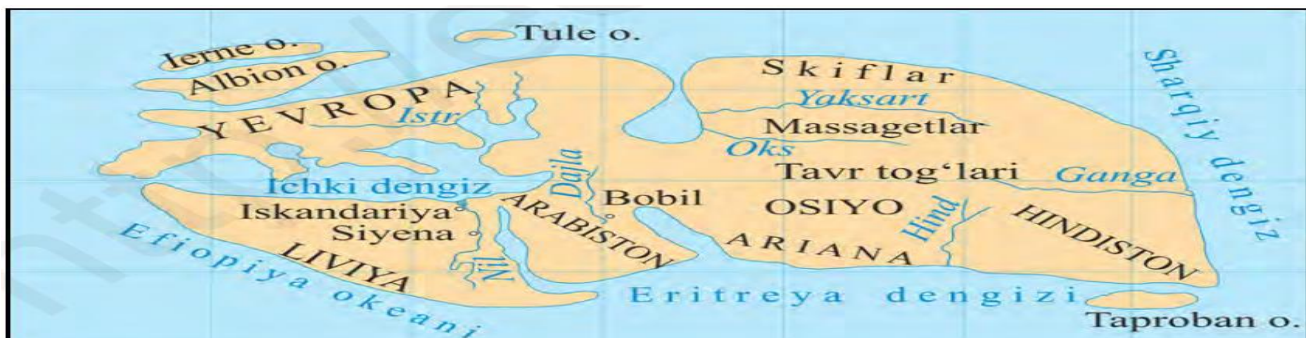 Ierne o.
Tule o.
Albion o.
YEVROPA
Istr
Skiflar
Yaksart
Massagetlar
Oks
Sharqiy dengiz
Tavr tog‘lari
Ganga
Dajla
Bobil
Ichki dengiz
Iskandariya
Siyena
ARABISTON
OSIYO
Hind
HINDISTON
ARIANA
LIVIYA
Nil
Efiopiya okeani
Eritreya dengizi
Taproban o.